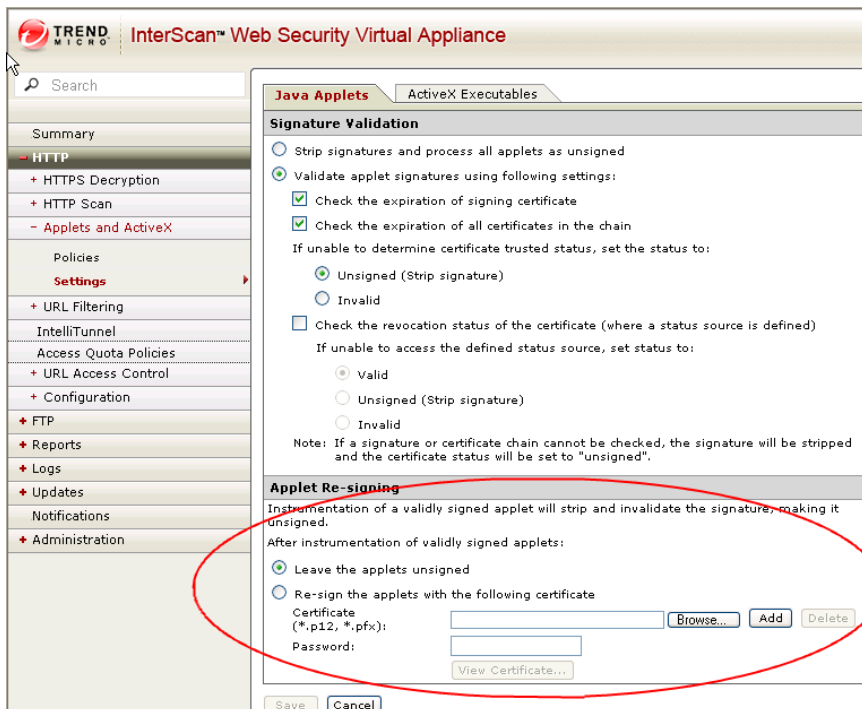 TREND MICRO
InterScan™ Web Security Virtual Appliance
Search
Summary
HTTP
+ HTTPS Decryption
+ HTTP Scan
- Applets and ActiveX
Policies
Settings
+ URL Filtering
IntelliTunnel
Access Quota Policies
+ URL Access Control
+ Configuration
+ FTP
+ Reports
+ Logs
+ Updates
Notifications
+ Administration
Java Applets
ActiveX Executables
Signature Validation
Strip signatures and process all applets as unsigned
Validate applet signatures using following settings:
Check the expiration of signing certificate
Check the expiration of all certificates in the chain
If unable to determine certificate trusted status, set the status to:
Unsigned (Strip signature)
Invalid
Check the revocation status of the certificate (where a status source is defined)
If unable to access the defined status source, set status to:
Valid
Unsigned (Strip signature)
Invalid
Note: If a signature or certificate chain cannot be checked, the signature will be stripped
and the certificate status will be set to "unsigned".
Applet Re-signing
Instrumentation of a validly signed applet will strip and invalidate the signature, making it
unsigned.
After instrumentation of validly signed applets:
Leave the applets unsigned
Re-sign the applets with the following certificate
Certificate
(*.p12, *.pfx):
Browse...
Add
Delete
Password:
View Certificate...
Save
Cancel